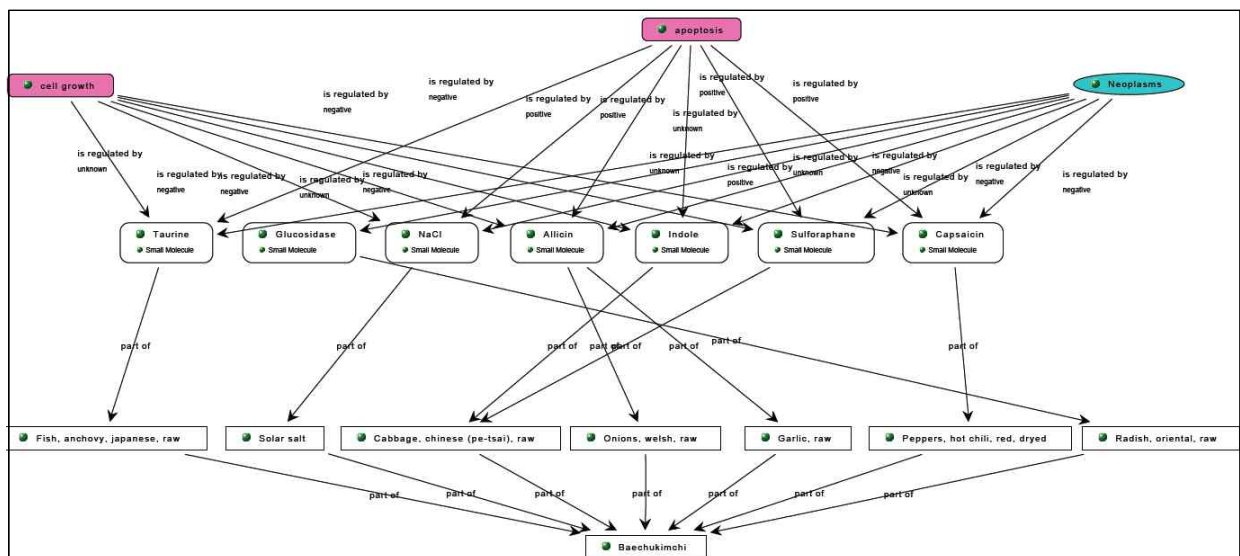 apoptosis
cell growth
Neoplasms
is regulated by
negative
is regulated by
negative
is regulated by
positive
is regulated by
positive
is regulated by
unknown
is regulated by
positive
is regulated by
positive
is regulated by
unknown
is regulated by
negative
is regulated by
negative
is regulated by
unknown
is regulated by
negative
is regulated by
unknown
is regulated by
positive
is regulated by
unknown
is regulated by
negative
is regulated by
unknown
is regulated by
negative
is regulated by
negative
Taurine
Small Molecule
Glucosidase
Small Molecule
NaCl
Small Molecule
Allicin
Small Molecule
Indole
Small Molecule
Sulforaphane
Small Molecule
Capsaicin
Small Molecule
part of
part of
part of
part of
part of
part of
part of
part of
Fish, anchovy, japanese, raw
Solar salt
Cabbage, chinese (pe-tsai), raw
Onions, welsh, raw
Garlic, raw
Peppers, hot chili, red, dryed
Radish, oriental, raw
part of
part of
part of
part of
part of
part of
part of
Baechukimchi